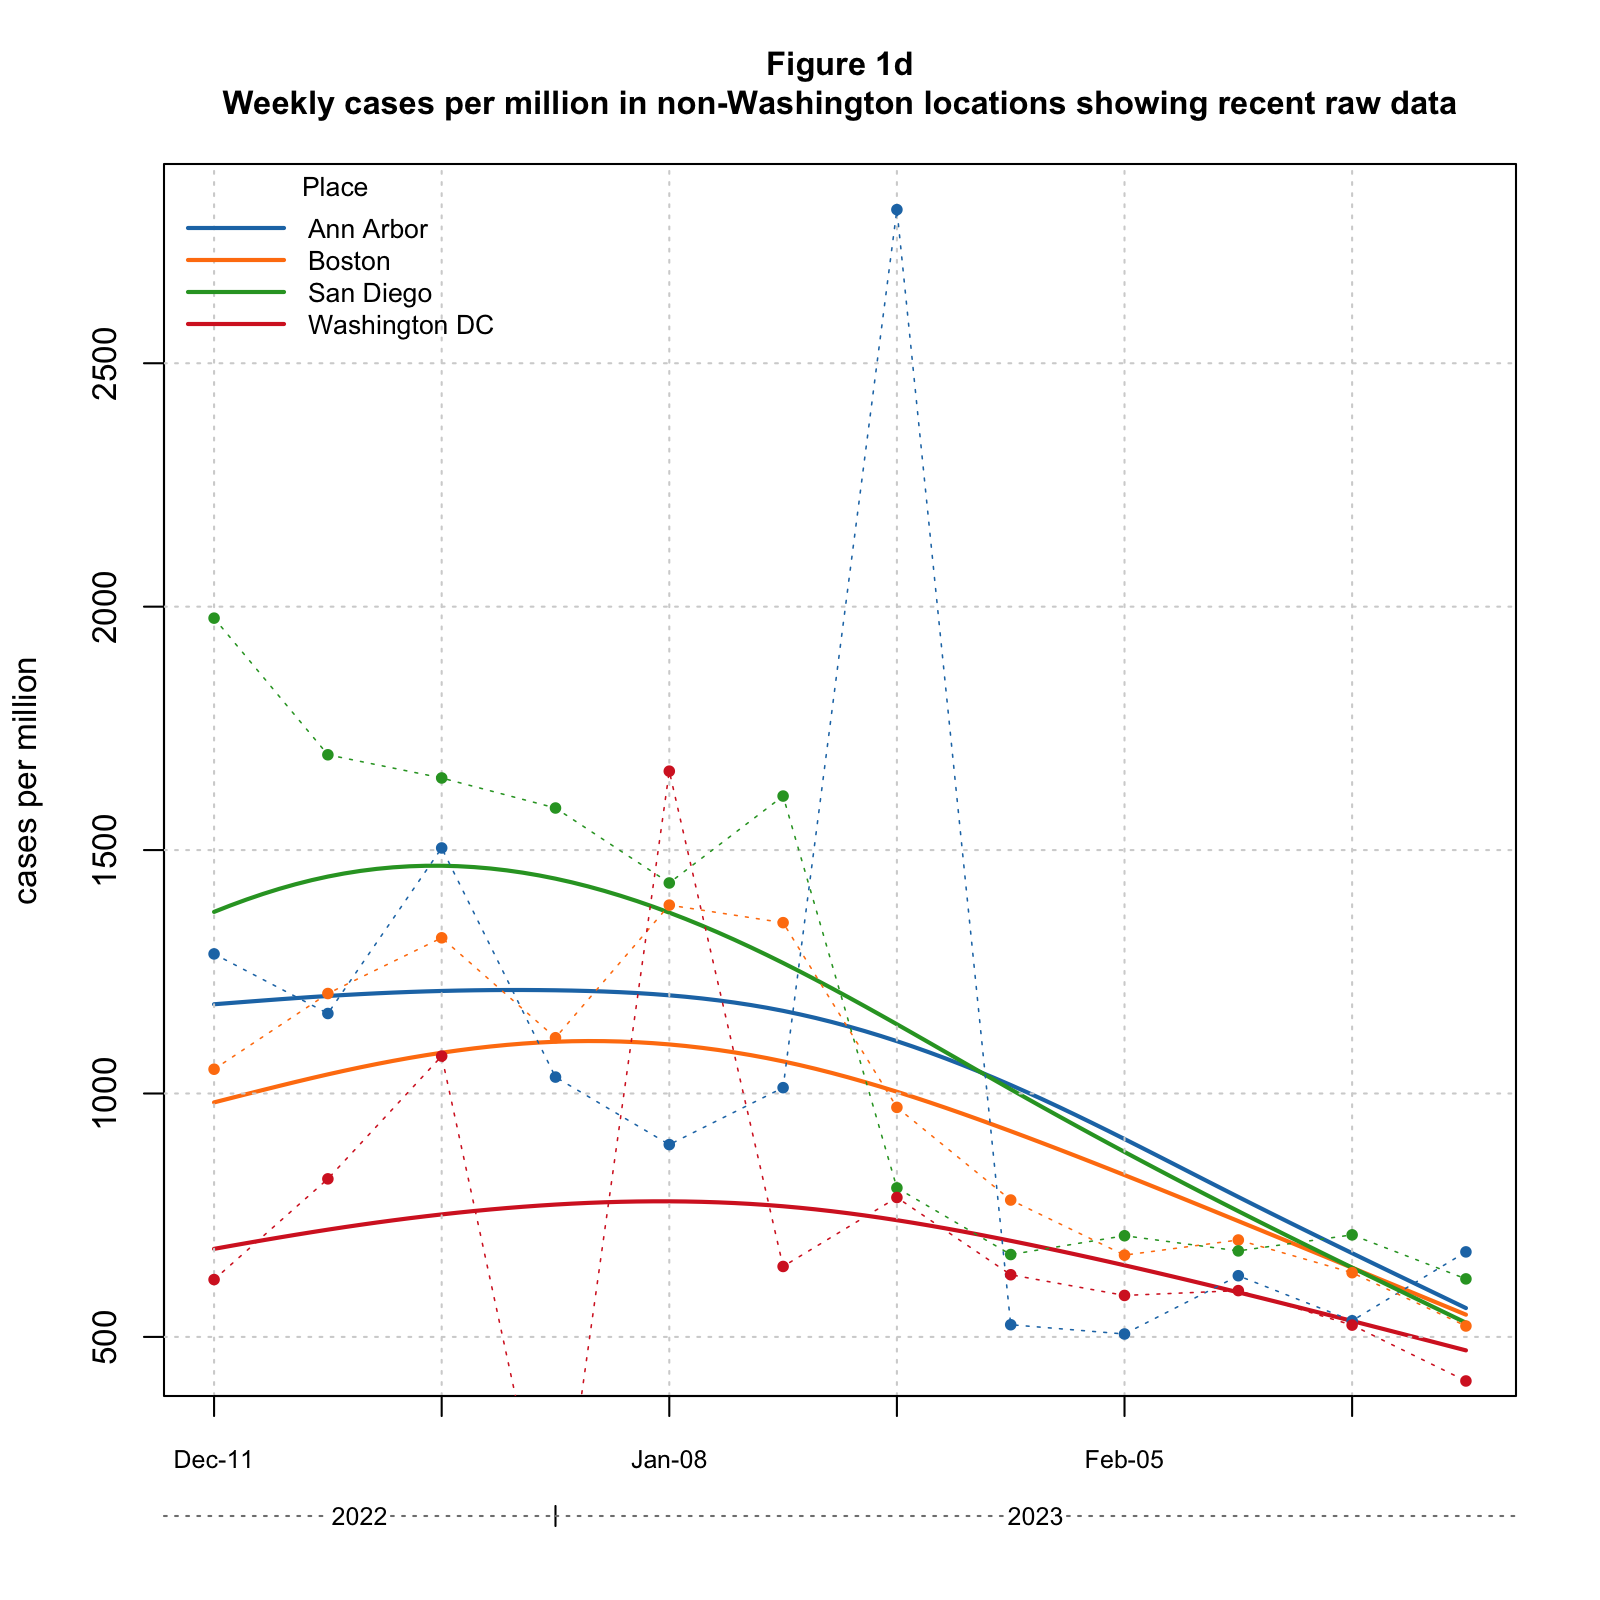 Figure 1d
Weekly cases per million in non-Washington locations showing recent raw data
Place
Ann Arbor
Boston
San Diego
Washington DC
cases per million
2500
2000
1500
1000
500
Dec-11 Jan-08 Feb-05
2022 2023